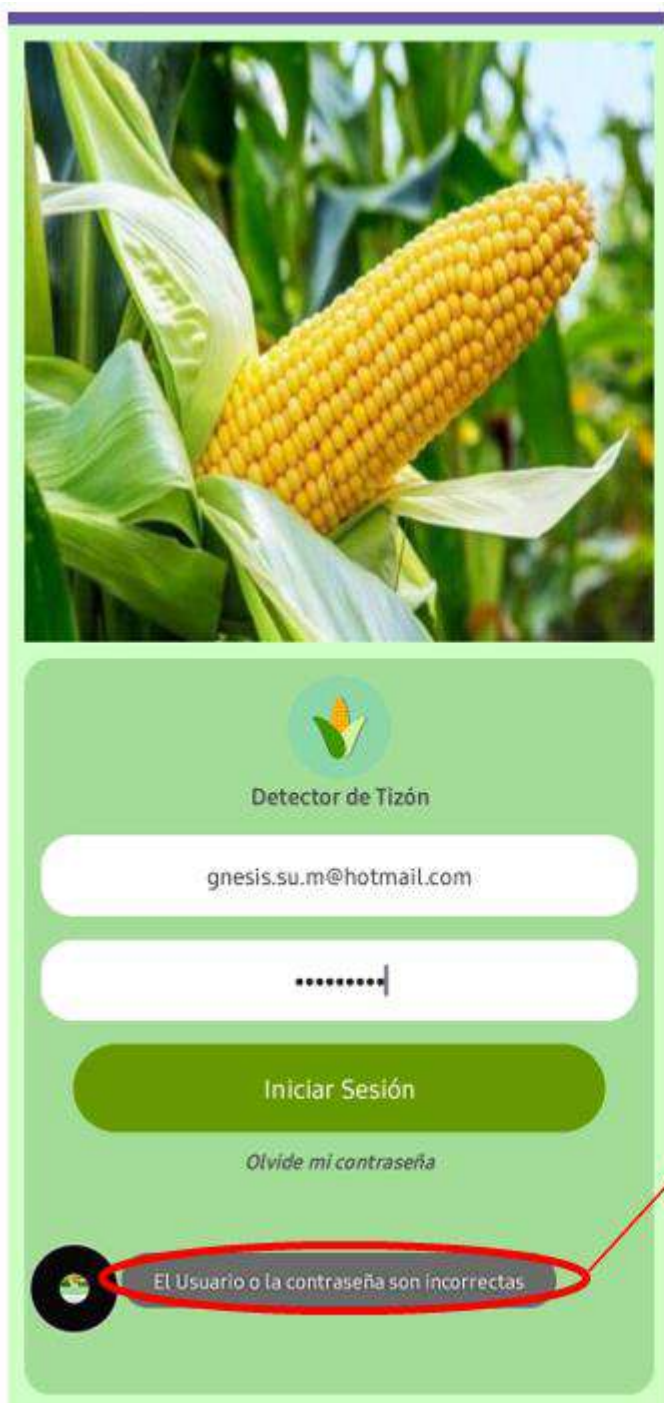 Detector de Tizón
gnesis.su.m@hotmail.com
•••••••••
Iniciar Sesión
Olvide mi contraseña
El Usuario o la contraseña son incorrectas